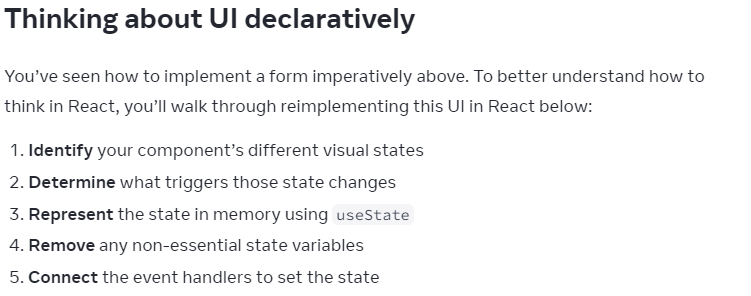 Thinking about UI declaratively
You’ve seen how to implement a form imperatively above. To better understand how to
think in React, you’ll walk through reimplementing this UI in React below:
1. Identify your component’s different visual states
2. Determine what triggers those state changes
3. Represent the state in memory using useState
4. Remove any non-essential state variables
5. Connect the event handlers to set the state